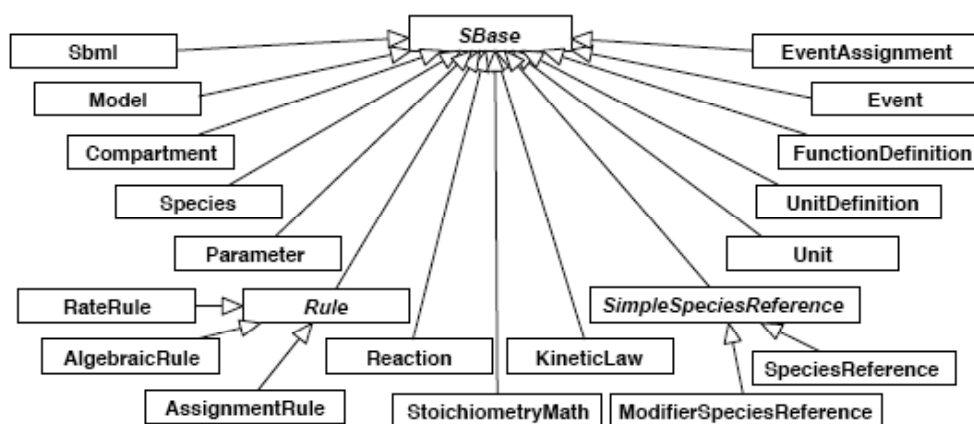 SBase
Sbml
EventAssignment
Model
Event
Compartment
FunctionDefinition
Species
UnitDefinition
Parameter
Unit
RateRule
Rule
SimpleSpeciesReference
AlgebraicRule
Reaction
KineticLaw
SpeciesReference
AssignmentRule
StoichiometryMath
ModifierSpeciesReference